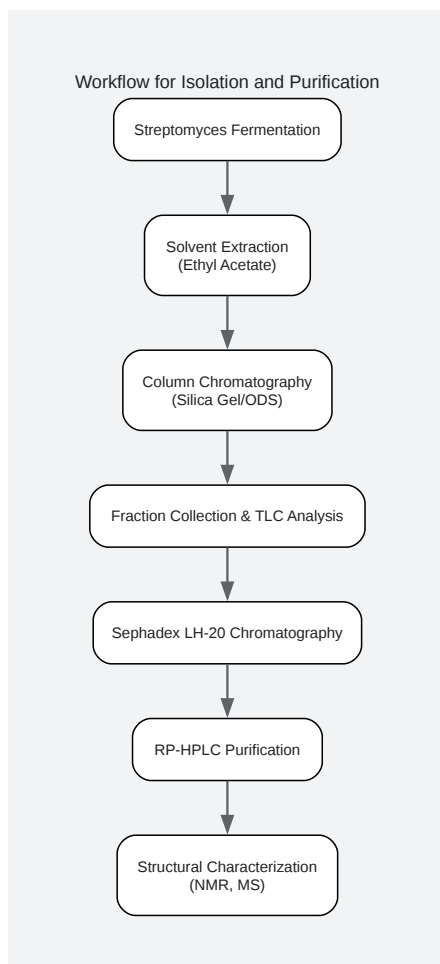 Workflow for Isolation and Purification
Streptomyces Fermentation
Solvent Extraction
(Ethyl Acetate)
Column Chromatography
(Silica Gel/ODS)
Fraction Collection & TLC Analysis
Sephadex LH-20 Chromatography
RP-HPLC Purification
Structural Characterization
(NMR, MS)